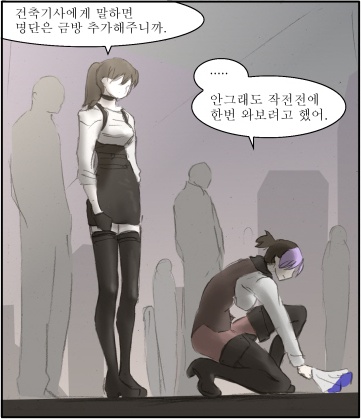 건축기사에게 말하면
명단은 금방 추가해주니까.
.....
안그래도 작전전에
한번 와보려고 했어.